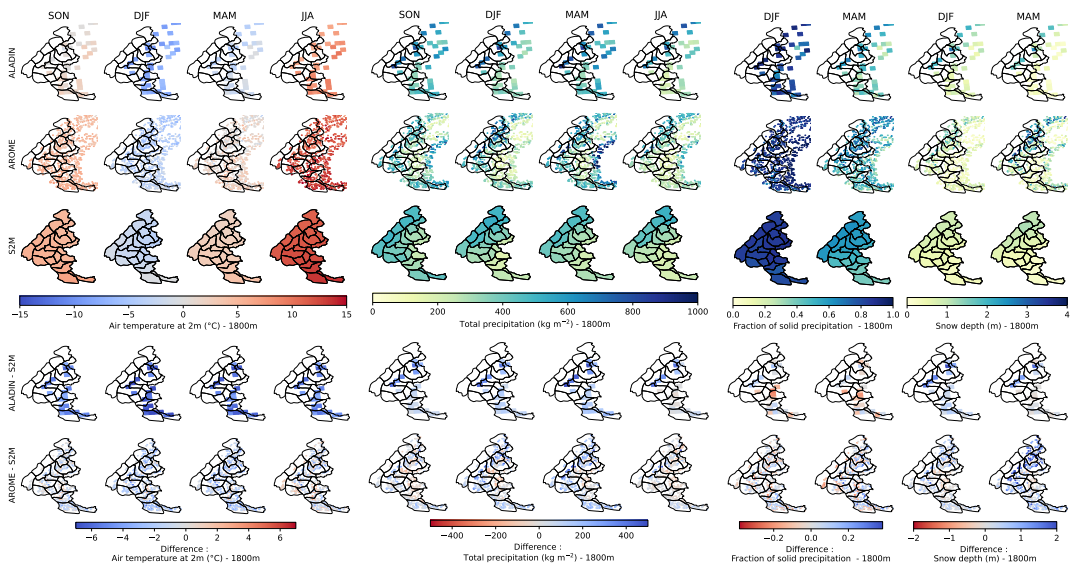 SON DJF MAM JJA SON DJF MAM JJA DJF MAM DJF MAM
ALADIN
AROME
S2M
−15 −10 −5 0 5 10 15
Air temperature at 2m (°C) - 1800m
0 200 400 600 800 1000
Total precipitation (kg m−2) - 1800m
0.0 0.2 0.4 0.6 0.8 1.0
Fraction of solid precipitation - 1800m
0 1 2 3 4
Snow depth (m) - 1800m
ALADIN - S2M
AROME - S2M
−6 −4 −2 0 2 4 6
Difference :
Air temperature at 2m (°C) - 1800m
−400 −200 0 200 400
Difference :
Total precipitation (kg m−2) - 1800m
−0.2 0.0 0.2
Difference :
Fraction of solid precipitation - 1800m
−2 −1 0 1 2
Difference :
Snow depth (m) - 1800m